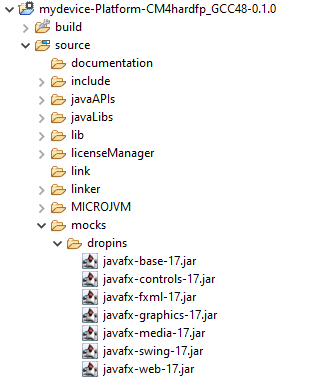 mydevice-Platform-CM4hardfp_GCC48-0.1.0
build
source
documentation
include
javaAPIs
javaLibs
lib
licenseManager
link
linker
MICROJVM
mocks
dropins
javafx-base-17.jar
javafx-controls-17.jar
javafx-fxml-17.jar
javafx-graphics-17.jar
javafx-media-17.jar
javafx-swing-17.jar
javafx-web-17.jar